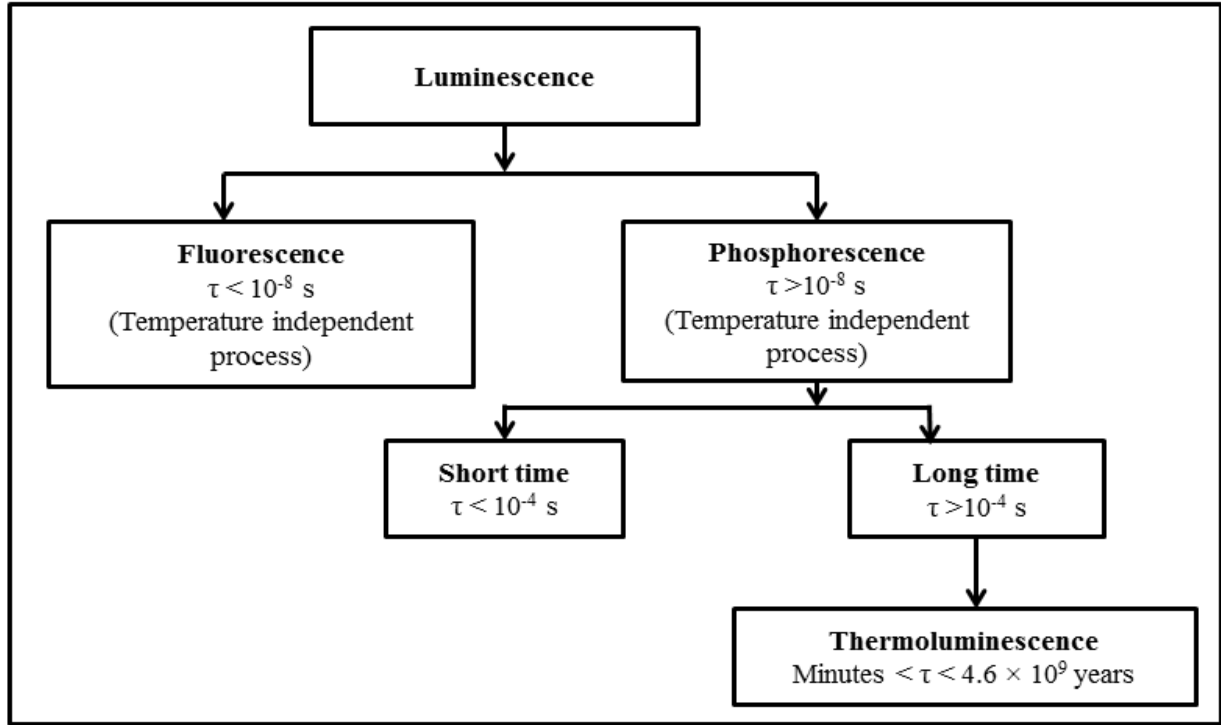 Luminescence
Fluorescence
τ < 10⁻⁸ s
(Temperature independent
process)
Phosphorescence
τ >10⁻⁸ s
(Temperature independent
process)
Short time
τ < 10⁻⁴ s
Long time
τ >10⁻⁴ s
Thermoluminescence
Minutes < τ < 4.6 × 10⁹ years